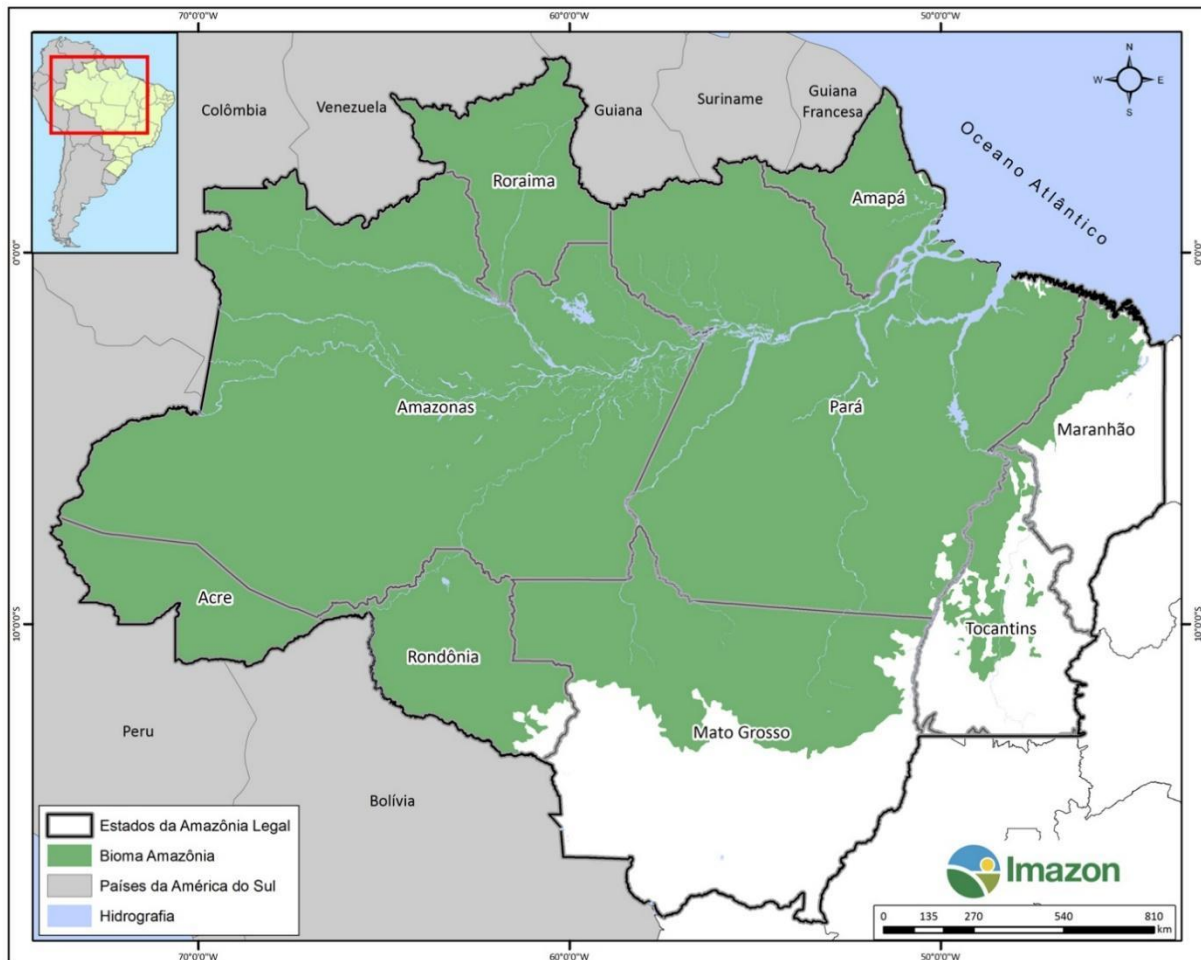 70°0'0"W
60°0'0"W
50°0'0"W
Colômbia
Venezuela
Guiana
Suriname
Guiana
Francesa
N
W
E
S
Oceano Atlântico
Roraima
Amapá
0°0'0"
0°0'0"
Amazonas
Pará
Maranhão
Acre
10°0'0"S
10°0'0"S
Tocantins
Rondônia
Mato Grosso
Peru
Bolívia
Estados da Amazônia Legal
Bioma Amazônia
Países da América do Sul
Hidrografia
Imazon
0 135 270 540 810
km
70°0'0"W
60°0'0"W
50°0'0"W